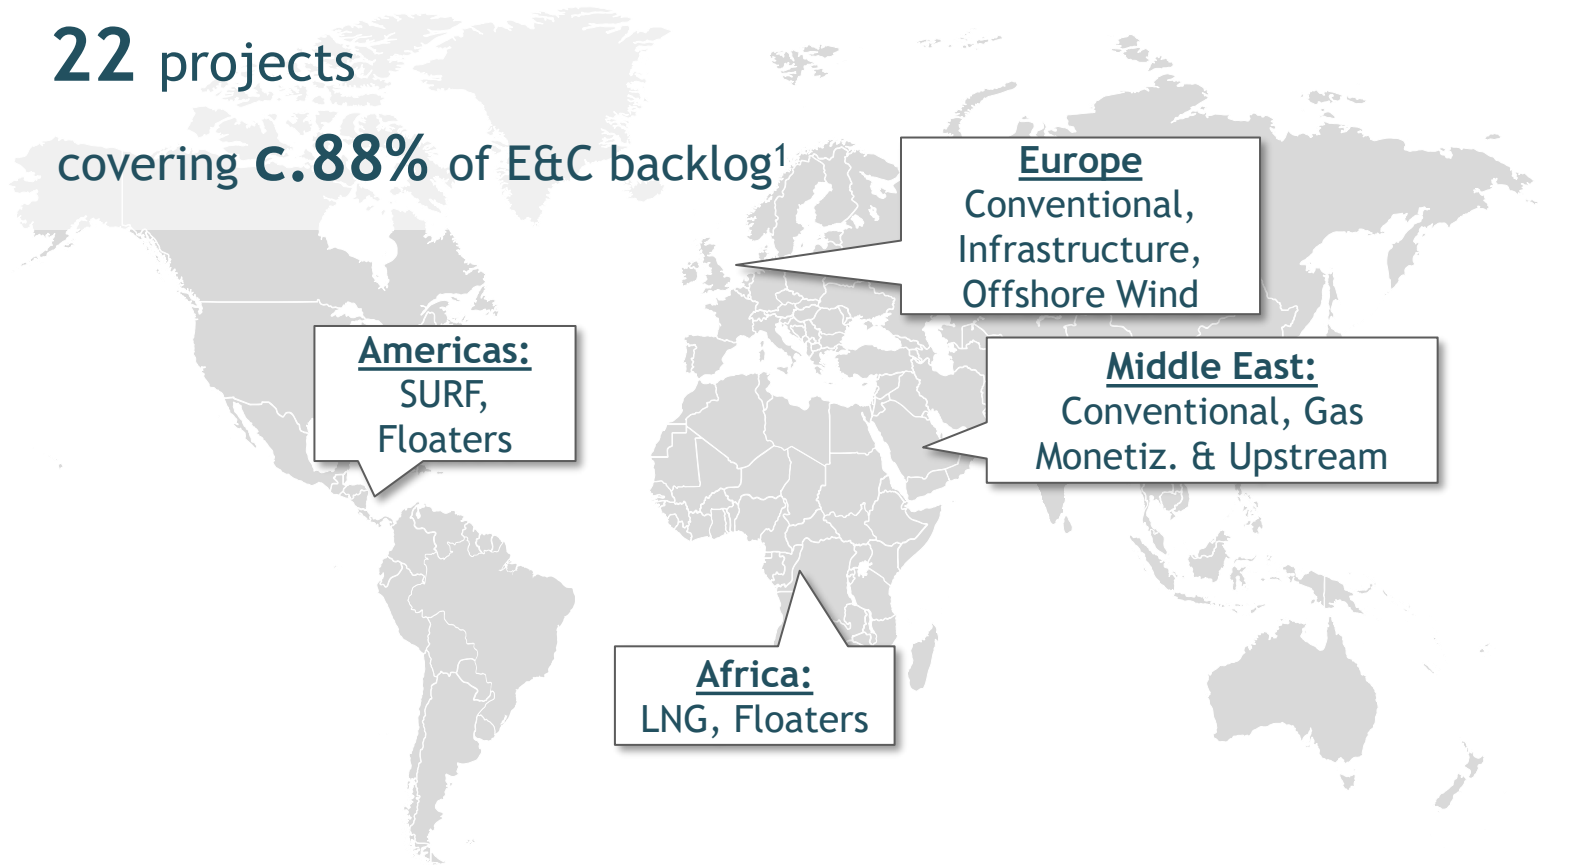 22 projects
covering c.88% of E&C backlog¹
Europe
Conventional,
Infrastructure,
Offshore Wind
Americas:
SURF,
Floaters
Middle East:
Conventional, Gas
Monetiz. & Upstream
Africa:
LNG, Floaters